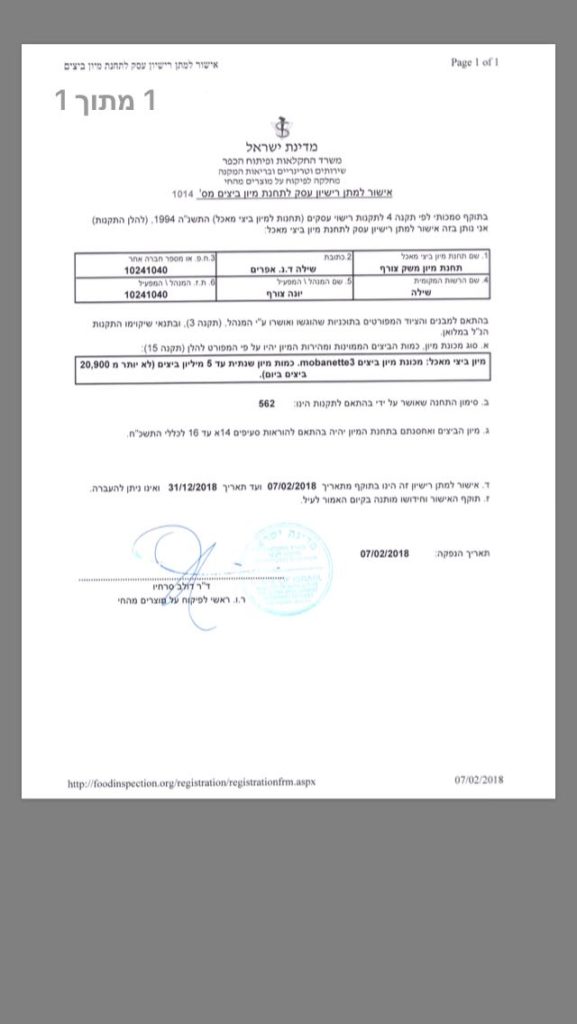 אישור למתן רישיון עסק לתחנת מיון ביצים
Page 1 of 1
1 מתוך 1
מדינת ישראל
משרד החקלאות ופיתוח הכפר
שירותים וטרינריים ובריאות המקנה
מחלקה לפיקוח על מוצרים מהחי
אישור למתן רישיון עסק לתחנת מיון ביצים מס' 1014
בתוקף סמכותי לפי תקנה 4 לתקנות רישוי עסקים (תחנות למיון ביצי מאכל) התשנ"ה 1994, (להלן התקנות)
אני נותן בזה אישור למתן רישיון עסק לתחנת מיון ביצי מאכל:
1. שם תחנת מיון ביצי מאכל 2.כתובת 3.ח.פ. או מספר חברה אחר
תחנת מיון משק צורף שילה ד.נ. אפרים 10241040
4. שם הרשות המקומית 5. שם המנהל \ המפעיל 6. ת.ז. המנהל \ המפעיל
שילה יונה צורף 10241040
בהתאם למבנים והציוד המפורטים בתוכניות שהוגשו ואושרו ע"י המנהל, (תקנה 3), ובתנאי שיקוימו התקנות
הנ"ל במלואן.
א. סוג מכונת מיון, כמות הביצים הממוינות ומהירות המיון יהיו על פי המפורט להלן (תקנה 15):
מיון ביצי מאכל: מכונת מיון ביצים mobanette3. כמות מיון שנתית עד 5 מיליון ביצים (לא יותר מ 20,900
ביצים ביום).
ב. סימון התחנה שאושר על ידי בהתאם לתקנות הינו: 562
ג. מיון הביצים ואחסנתם בתחנת המיון יהיה בהתאם להוראות סעיפים 14א עד 16 לכללי התשכ"ח.
ד. אישור למתן רישיון זה הינו בתוקף מתאריך 07/02/2018 ועד תאריך 31/12/2018 ואינו ניתן להעברה.
ז. תוקף האישור וחידושו מותנה בקיום האמור לעיל.
תאריך הנפקה: 07/02/2018
מדינת ישראל
ד"ר דולב סרחיו
ר.ו. ראשי לפיקוח על מוצרים מהחי
http://foodinspection.org/registration/registrationfrm.aspx
07/02/2018